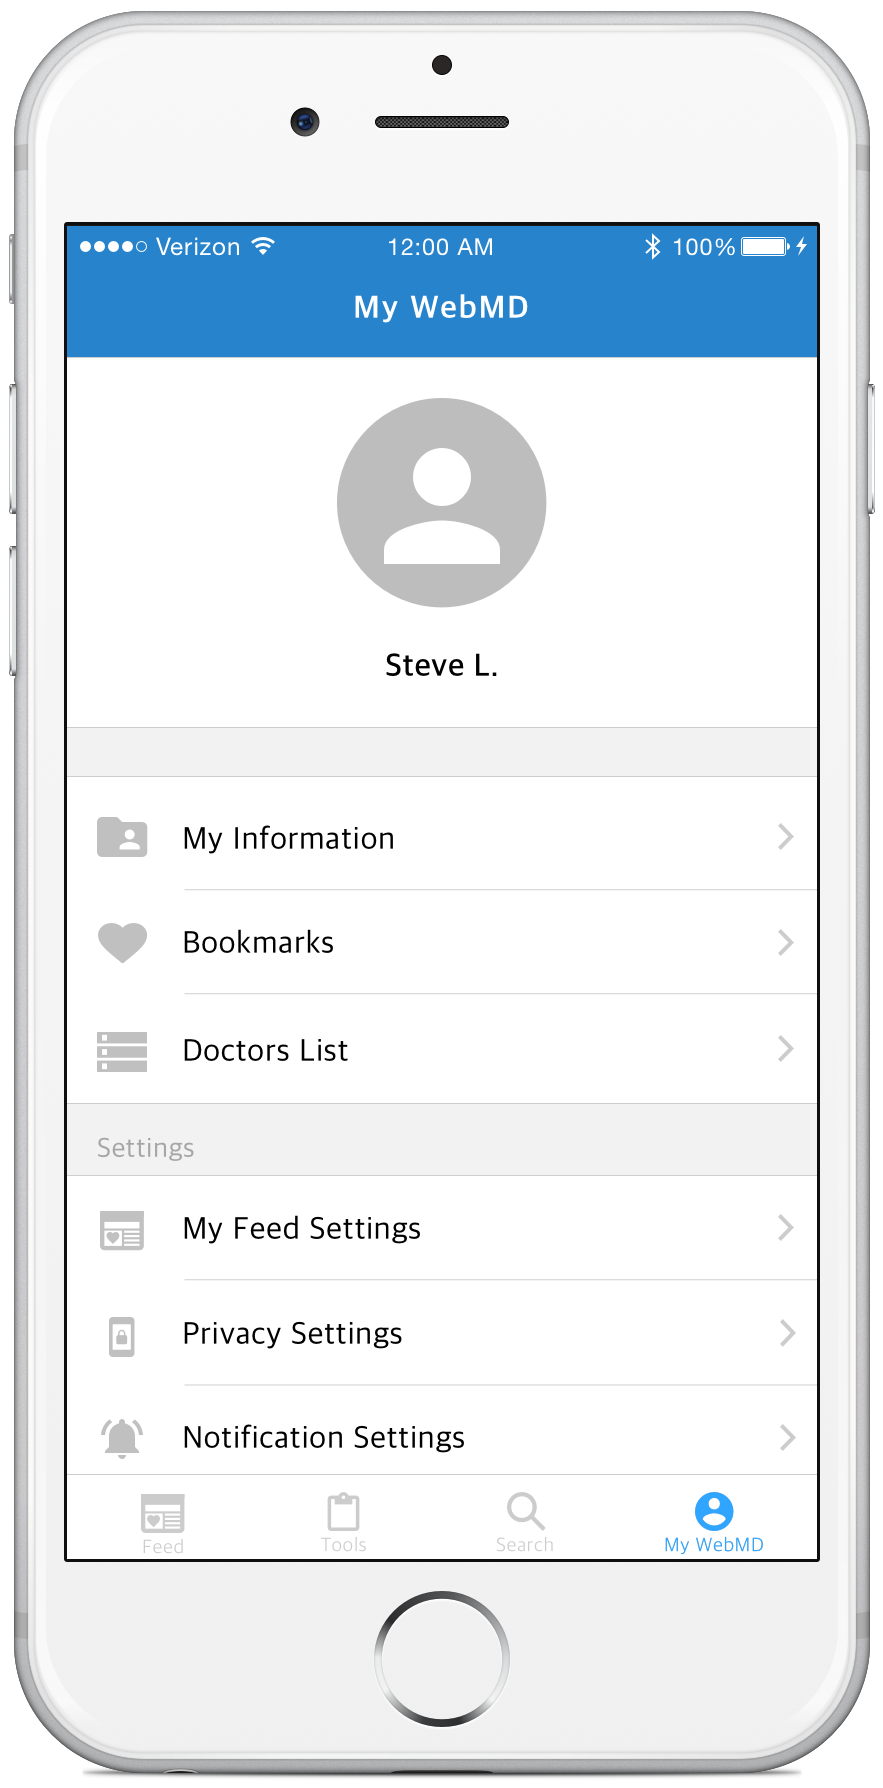 Verizon 12:00 AM 100%
My WebMD
Steve L.
My Information
Bookmarks
Doctors List
Settings
My Feed Settings
Privacy Settings
Notification Settings
Feed Tools Search My WebMD